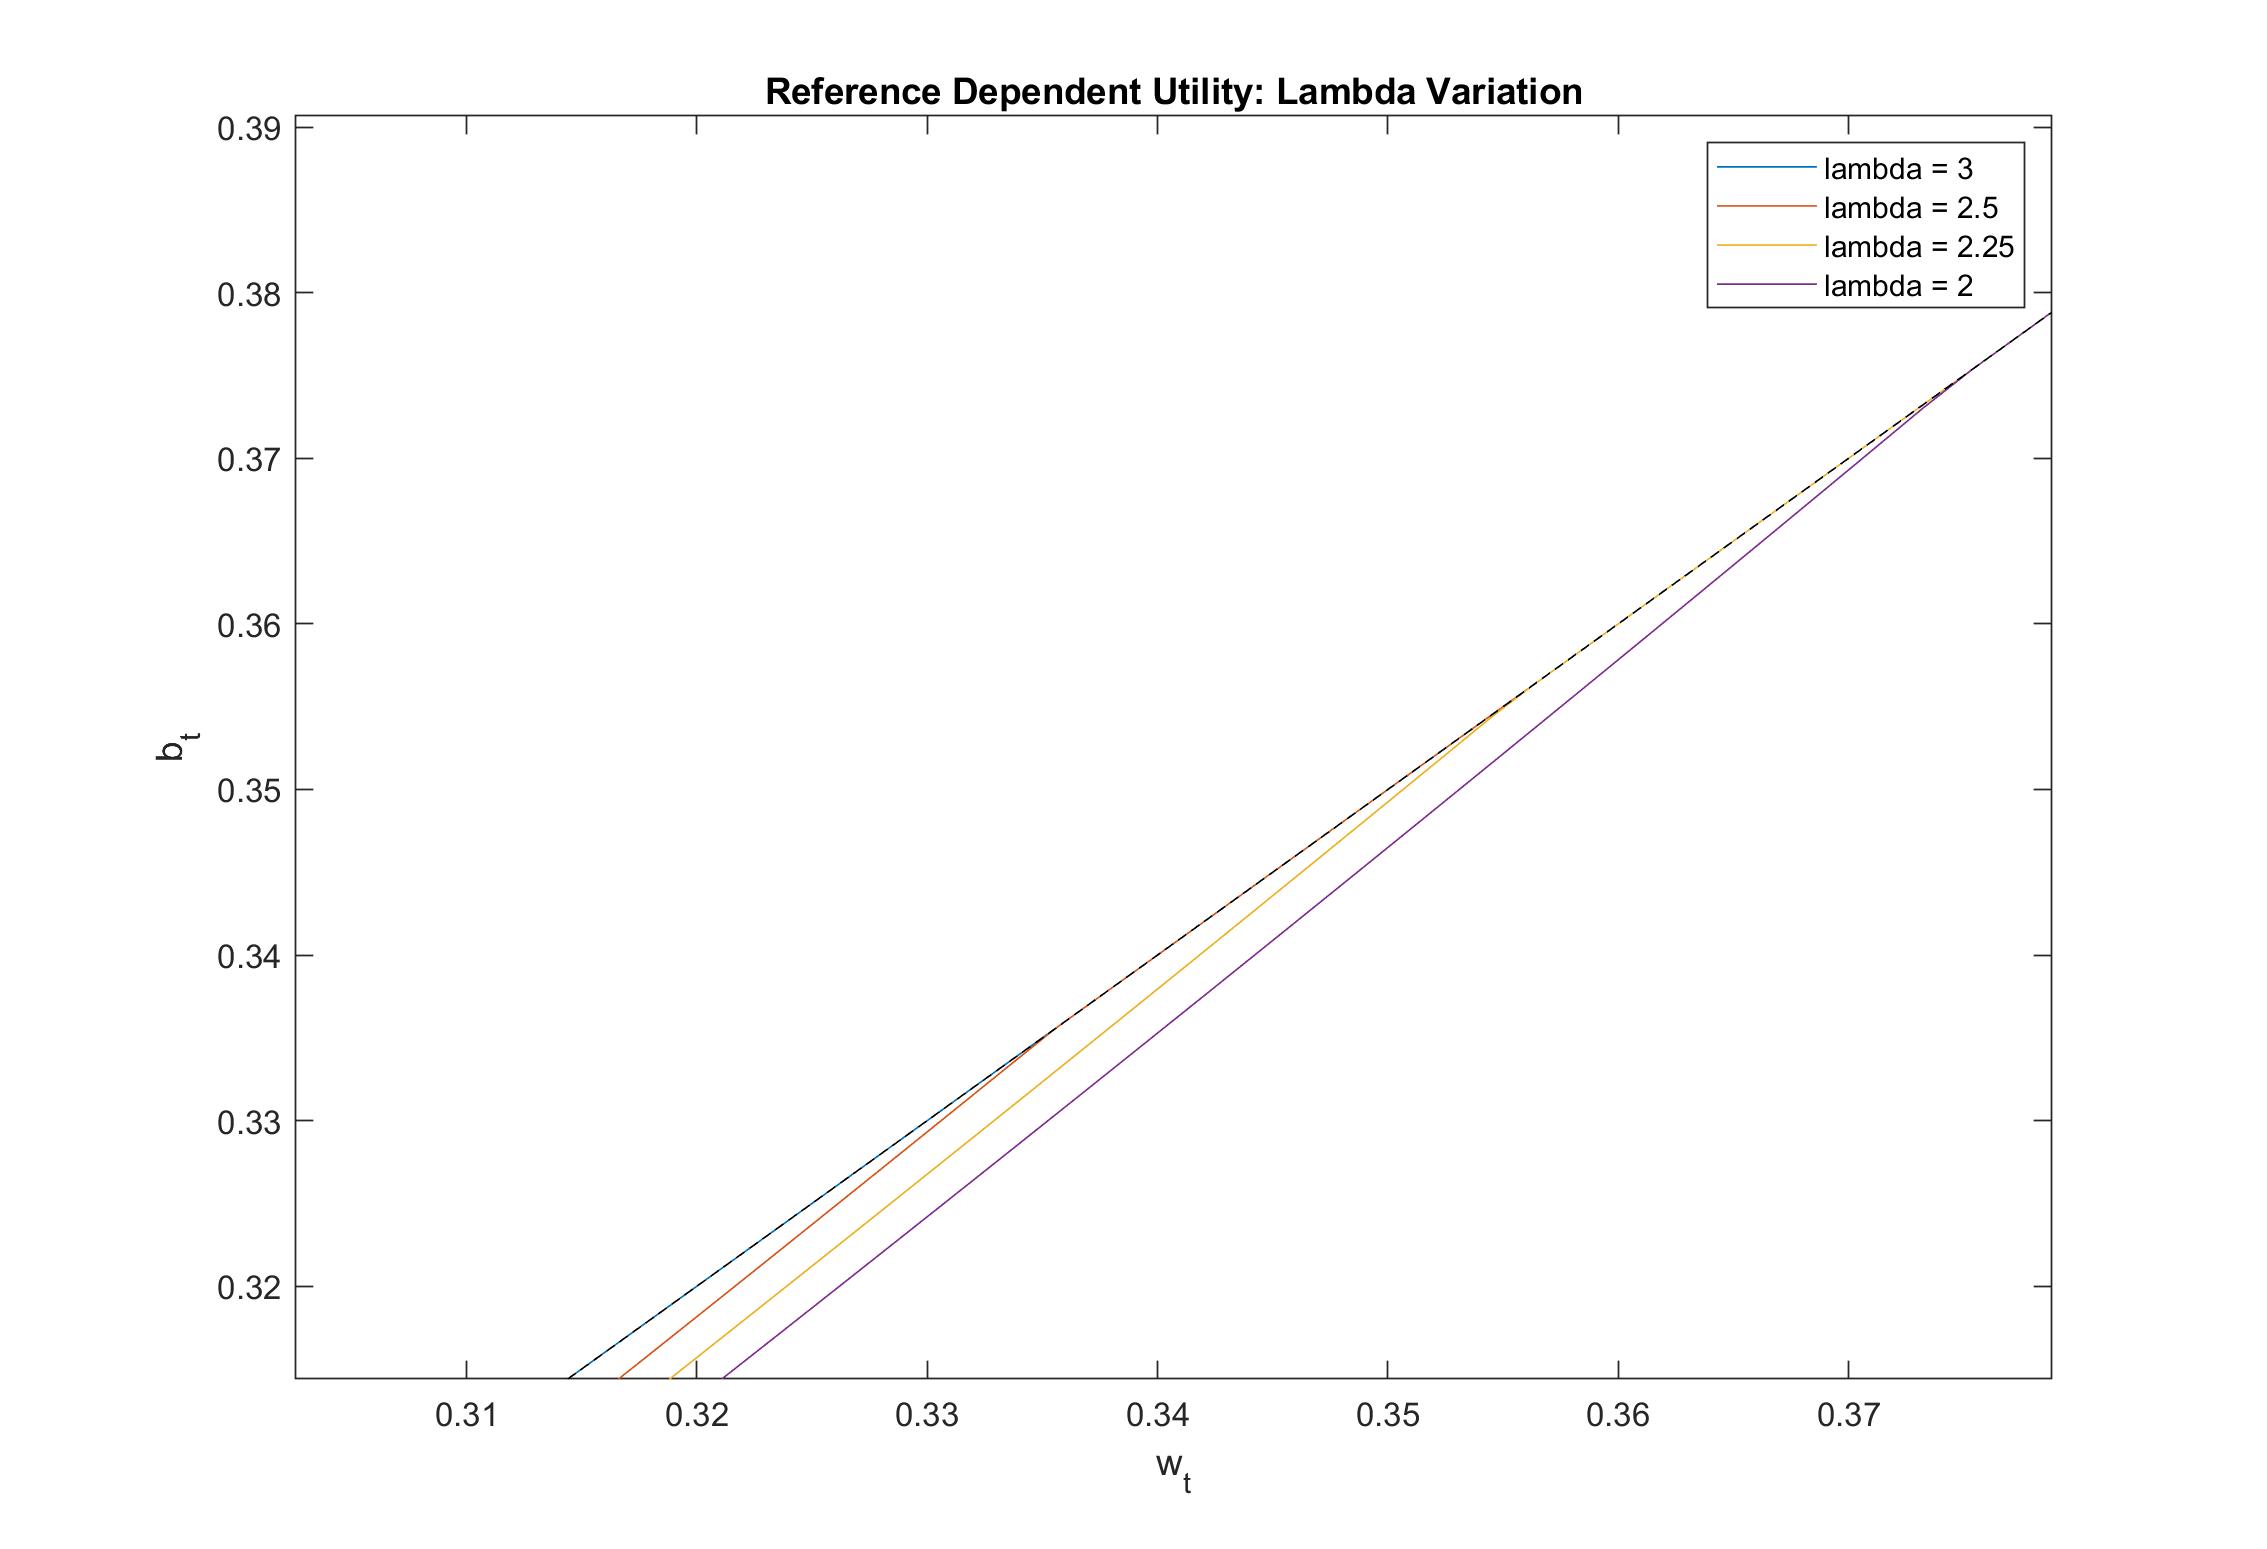 Reference Dependent Utility: Lambda Variation
0.39
0.38
0.37
0.36
0.35
0.34
0.33
0.32
b_t
lambda = 3
lambda = 2.5
lambda = 2.25
lambda = 2
0.31 0.32 0.33 0.34 0.35 0.36 0.37
w_t